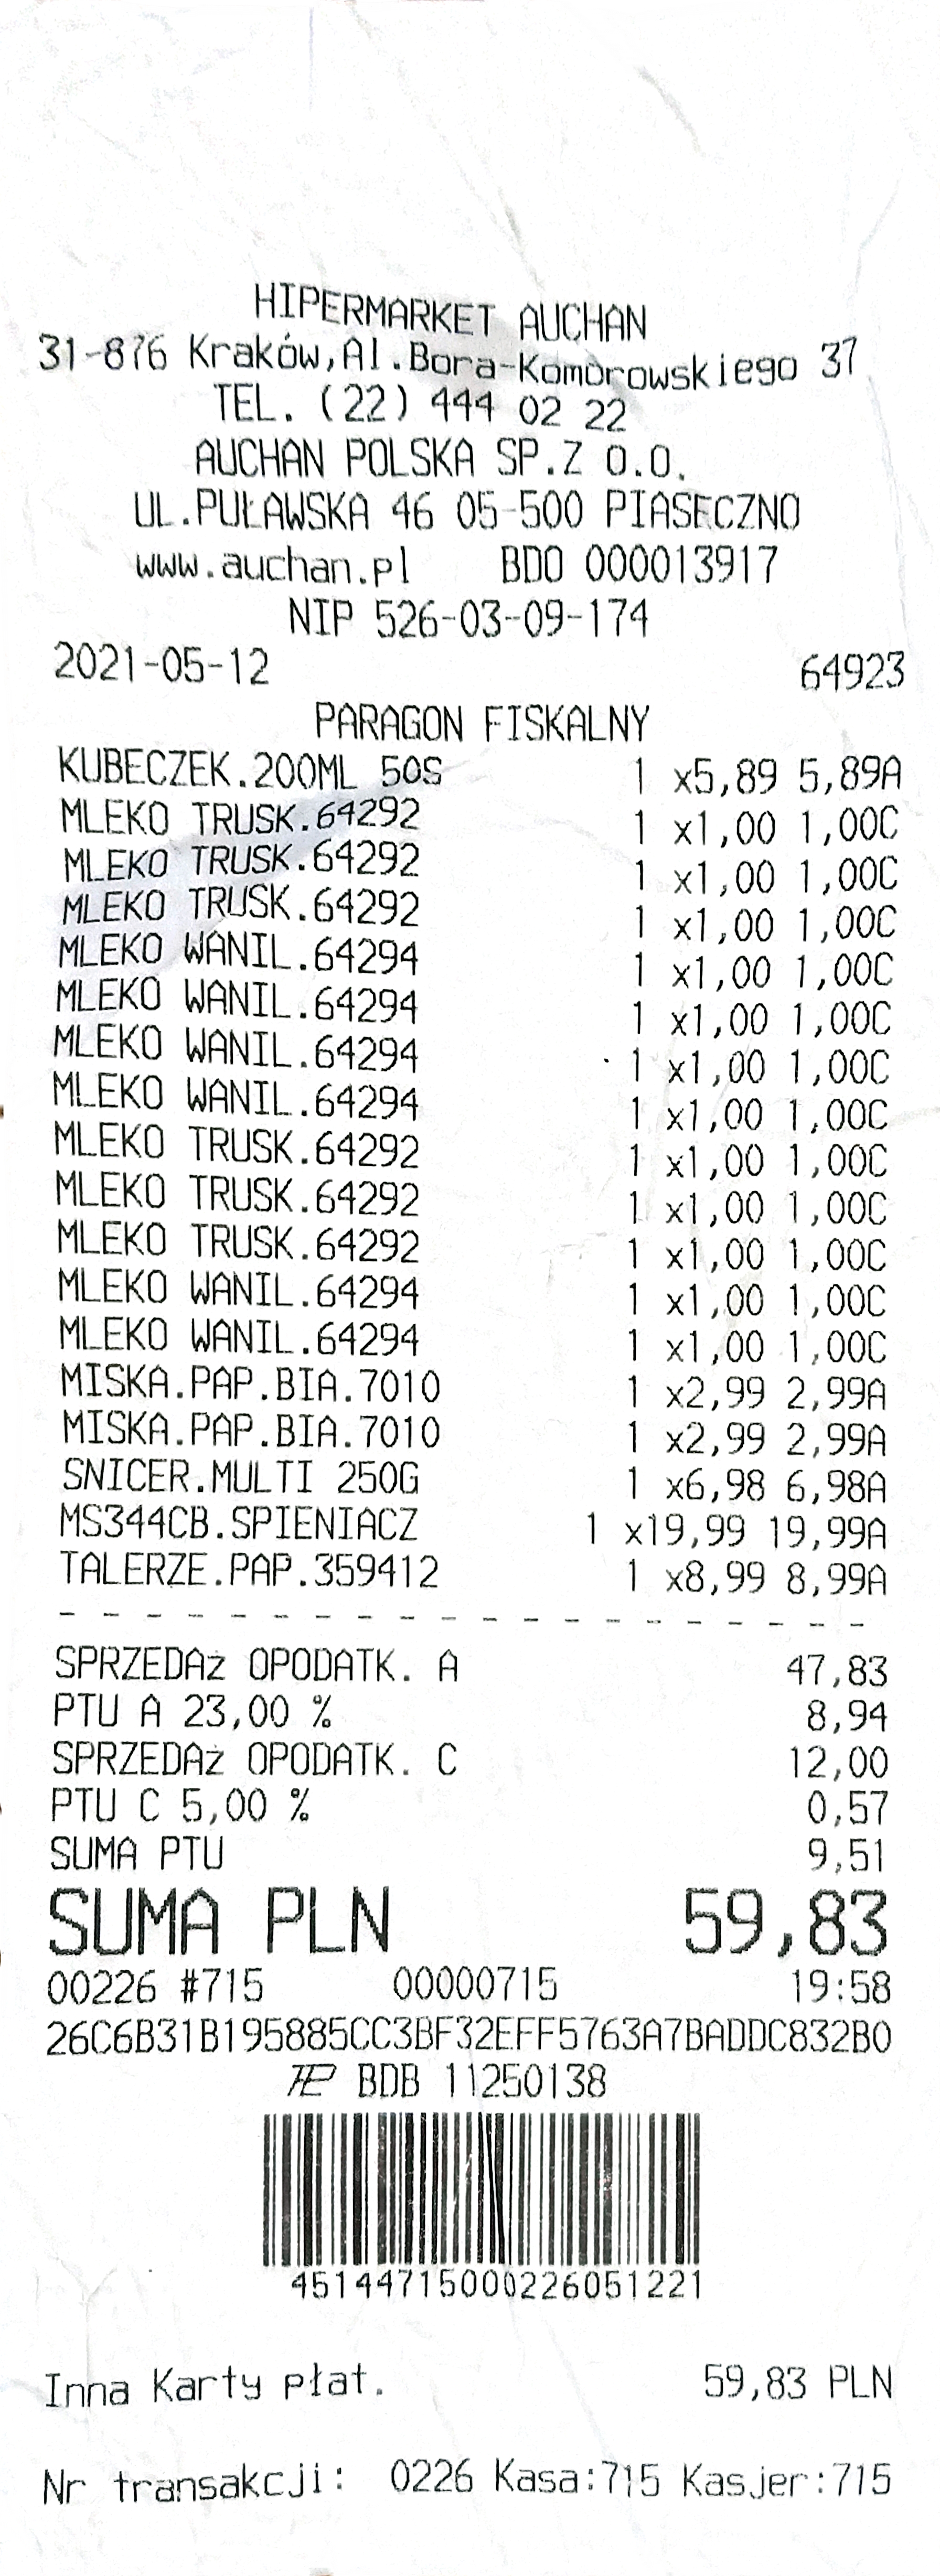 HIPERMARKET AUCHAN
31-876 Kraków,Al.Bora-Komorowskiego 37
TEL. (22) 444 02 22
AUCHAN POLSKA SP.Z O.O.
UL.PUŁAWSKA 46 05-500 PIASECZNO
www.auchan.pl BDO 000013917
NIP 526-03-09-174
2021-05-12 64923
PARAGON FISKALNY
KUBECZEK.200ML 50S 1 x5,89 5,89A
MLEKO TRUSK.64292 1 x1,00 1,00C
MLEKO TRUSK.64292 1 x1,00 1,00C
MLEKO TRUSK.64292 1 x1,00 1,00C
MLEKO WANIL.64294 1 x1,00 1,00C
MLEKO WANIL.64294 1 x1,00 1,00C
MLEKO WANIL.64294 1 x1,00 1,00C
MLEKO WANIL.64294 1 x1,00 1,00C
MLEKO TRUSK.64292 1 x1,00 1,00C
MLEKO TRUSK.64292 1 x1,00 1,00C
MLEKO TRUSK.64292 1 x1,00 1,00C
MLEKO WANIL.64294 1 x1,00 1,00C
MLEKO WANIL.64294 1 x1,00 1,00C
MISKA.PAP.BIA.7010 1 x2,99 2,99A
MISKA.PAP.BIA.7010 1 x2,99 2,99A
SNICER.MULTI 250G 1 x6,98 6,98A
MS344CB.SPIENIACZ 1 x19,99 19,99A
TALERZE.PAP.359412 1 x8,99 8,99A
- - - - - - - - - - - - - - - - - - - -
SPRZEDAż OPODATK. A 47,83
PTU A 23,00 % 8,94
SPRZEDAż OPODATK. C 12,00
PTU C 5,00 % 0,57
SUMA PTU 9,51
SUMA PLN 59,83
00226 #715 00000715 19:58
26C6B31B195885CC3BF32EFF5763A7BADDC832B0
BDB 11250138
45144715000226051221
Inna Karty płat. 59,83 PLN
Nr transakcji: 0226 Kasa:715 Kasjer:715